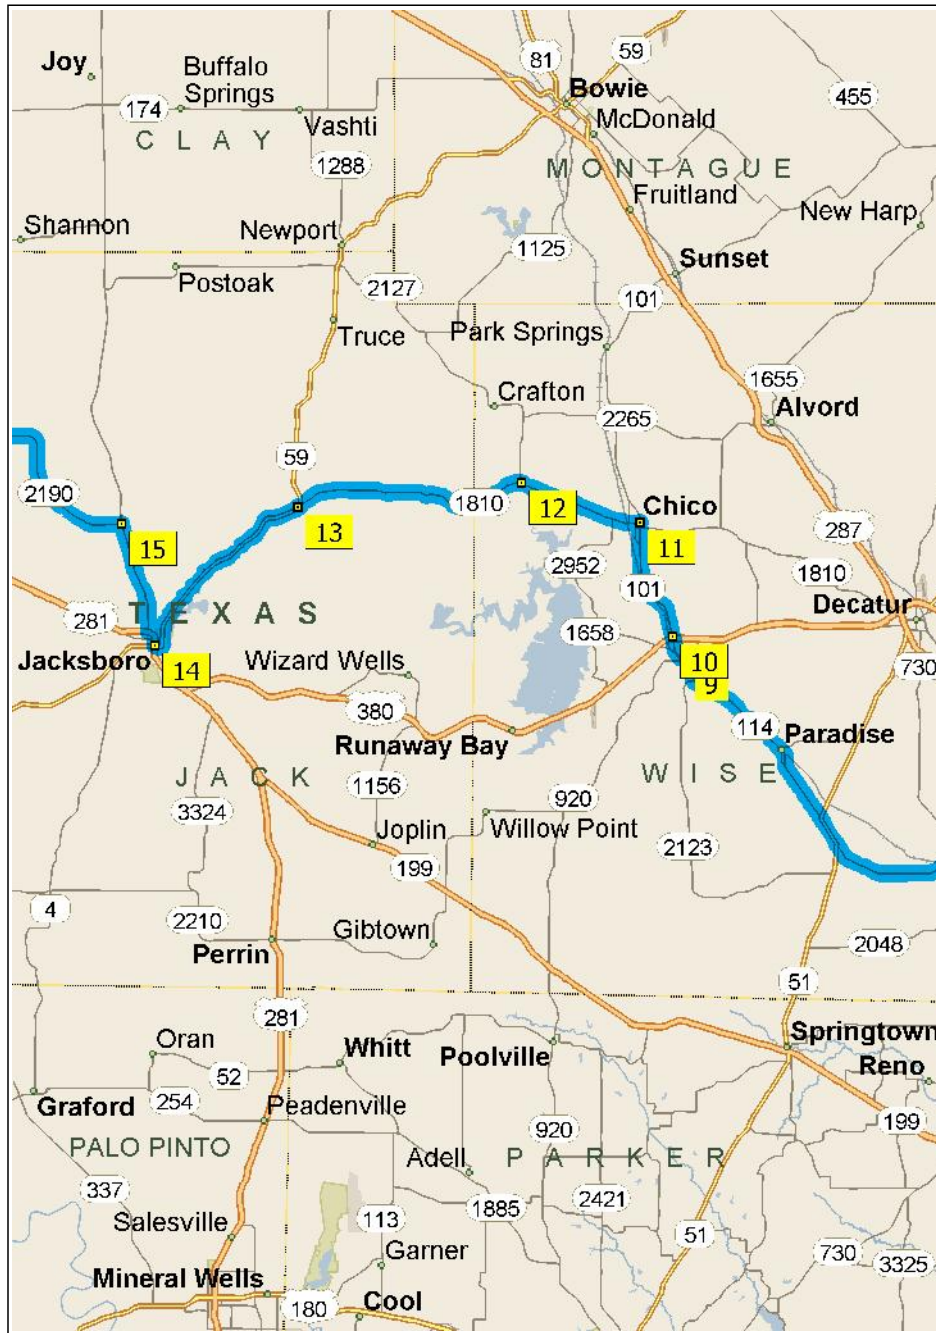 59
81
Joy
Buffalo
Springs
Bowie
455
174
Vashti
McDonald
CLAY
1288
MONTAGUE
Fruitland
New Harp
Shannon
Newport
1125
Sunset
Postoak
2127
101
Truce
Park Springs
1655
Crafton
Alvord
2265
59
2190
1810
12
Chico
13
287
15
11
2952
1810
101
Decatur
TEXAS
281
1658
Jacksboro
14
Wizard Wells
10
730
9
380
114
Paradise
Runaway Bay
JACK
WISE
1156
920
3324
Joplin
Willow Point
2123
199
4
2210
Gibtown
2048
Perrin
51
281
Oran
Whitt
Poolville
Springtown
Reno
52
Graford
254
Peadenville
199
920
PALO PINTO
Adell
PARKER
337
2421
1885
Salesville
113
51
Garner
730
3325
Mineral Wells
180
Cool